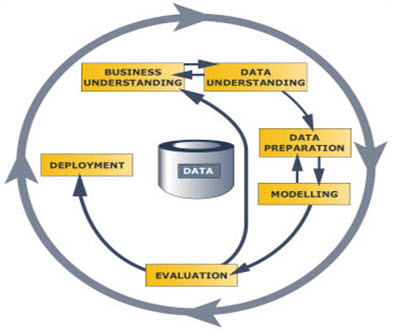 BUSINESS
UNDERSTANDING
DATA
UNDERSTANDING
DATA
PREPARATION
DEPLOYMENT
DATA
MODELLING
EVALUATION